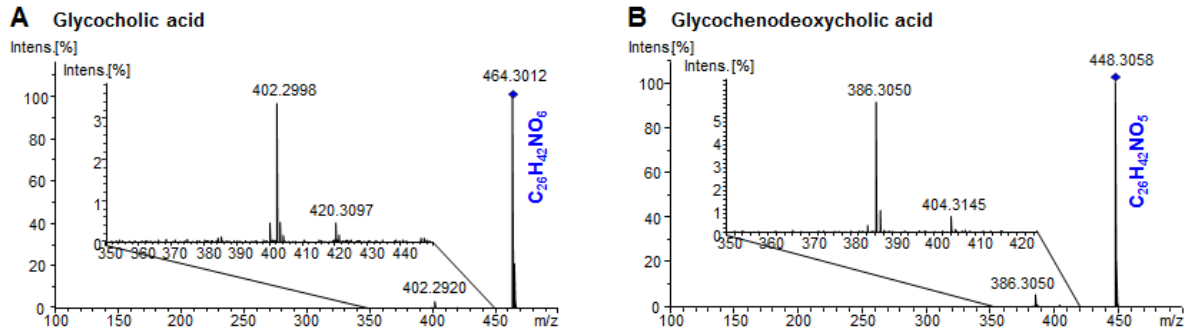 A Glycocholic acid
Intens.[%]
Intens.[%]
464.3012
402.2998
100
80
60
40
20
0
3
2
1
0
420.3097
350 360 370 380 390 400 410 420 430 440
402.2920
C₂₆H₄₂NO₆
100 150 200 250 300 350 400 450 m/z
B Glycochenodeoxycholic acid
Intens.[%]
Intens.[%]
448.3058
386.3050
100
80
60
40
20
0
5
4
3
2
1
0
404.3145
350 360 370 380 390 400 410 420
386.3050
C₂₆H₄₂NO₅
100 150 200 250 300 350 400 450 m/z